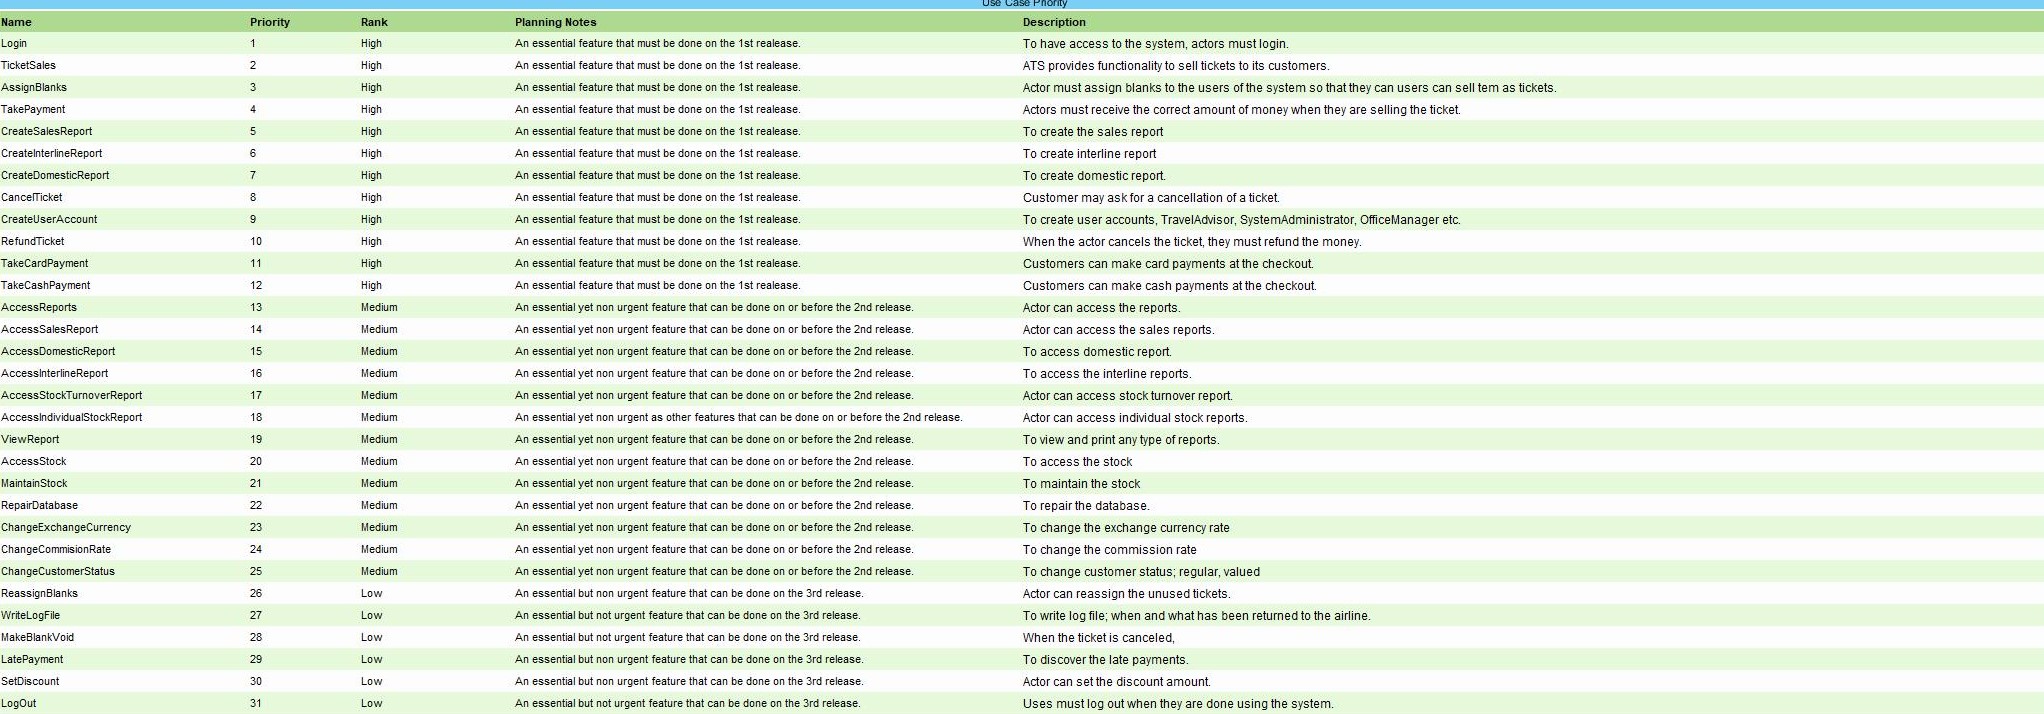 Use Case Priority
Name Priority Rank Planning Notes Description
Login 1 High An essential feature that must be done on the 1st realease. To have access to the system, actors must login.
TicketSales 2 High An essential feature that must be done on the 1st realease. ATS provides functionality to sell tickets to its customers.
AssignBlanks 3 High An essential feature that must be done on the 1st realease. Actor must assign blanks to the users of the system so that they can users can sell tem as tickets.
TakePayment 4 High An essential feature that must be done on the 1st realease. Actors must receive the correct amount of money when they are selling the ticket.
CreateSalesReport 5 High An essential feature that must be done on the 1st realease. To create the sales report
CreateInterlineReport 6 High An essential feature that must be done on the 1st realease. To create interline report
CreateDomesticReport 7 High An essential feature that must be done on the 1st realease. To create domestic report.
CancelTicket 8 High An essential feature that must be done on the 1st realease. Customer may ask for a cancellation of a ticket.
CreateUserAccount 9 High An essential feature that must be done on the 1st realease. To create user accounts, TravelAdvisor, SystemAdministrator, OfficeManager etc.
RefundTicket 10 High An essential feature that must be done on the 1st realease. When the actor cancels the ticket, they must refund the money.
TakeCardPayment 11 High An essential feature that must be done on the 1st realease. Customers can make card payments at the checkout.
TakeCashPayment 12 High An essential feature that must be done on the 1st realease. Customers can make cash payments at the checkout.
AccessReports 13 Medium An essential yet non urgent feature that can be done on or before the 2nd release. Actor can access the reports.
AccessSalesReport 14 Medium An essential yet non urgent feature that can be done on or before the 2nd release. Actor can access the sales reports.
AccessDomesticReport 15 Medium An essential yet non urgent feature that can be done on or before the 2nd release. To access domestic report.
AccessInterlineReport 16 Medium An essential yet non urgent feature that can be done on or before the 2nd release. To access the interline reports.
AccessStockTurnoverReport 17 Medium An essential yet non urgent feature that can be done on or before the 2nd release. Actor can access stock turnover report.
AccessIndividualStockReport 18 Medium An essential yet non urgent as other features that can be done on or before the 2nd release. Actor can access individual stock reports.
ViewReport 19 Medium An essential yet non urgent feature that can be done on or before the 2nd release. To view and print any type of reports.
AccessStock 20 Medium An essential yet non urgent feature that can be done on or before the 2nd release. To access the stock
MaintainStock 21 Medium An essential yet non urgent feature that can be done on or before the 2nd release. To maintain the stock
RepairDatabase 22 Medium An essential yet non urgent feature that can be done on or before the 2nd release. To repair the database.
ChangeExchangeCurrency 23 Medium An essential yet non urgent feature that can be done on or before the 2nd release. To change the exchange currency rate
ChangeCommisionRate 24 Medium An essential yet non urgent feature that can be done on or before the 2nd release. To change the commission rate
ChangeCustomerStatus 25 Medium An essential yet non urgent feature that can be done on or before the 2nd release. To change customer status; regular, valued
ReassignBlanks 26 Low An essential but non urgent feature that can be done on the 3rd release. Actor can reassign the unused tickets.
WriteLogFile 27 Low An essential but not urgent feature that can be done on the 3rd release. To write log file; when and what has been returned to the airline.
MakeBlankVoid 28 Low An essential but not urgent feature that can be done on the 3rd release. When the ticket is canceled,
LatePayment 29 Low An essential but non urgent feature that can be done on the 3rd release. To discover the late payments.
SetDiscount 30 Low An essential but non urgent feature that can be done on the 3rd release. Actor can set the discount amount.
LogOut 31 Low An essential but not urgent feature that can be done on the 3rd release. Uses must log out when they are done using the system.